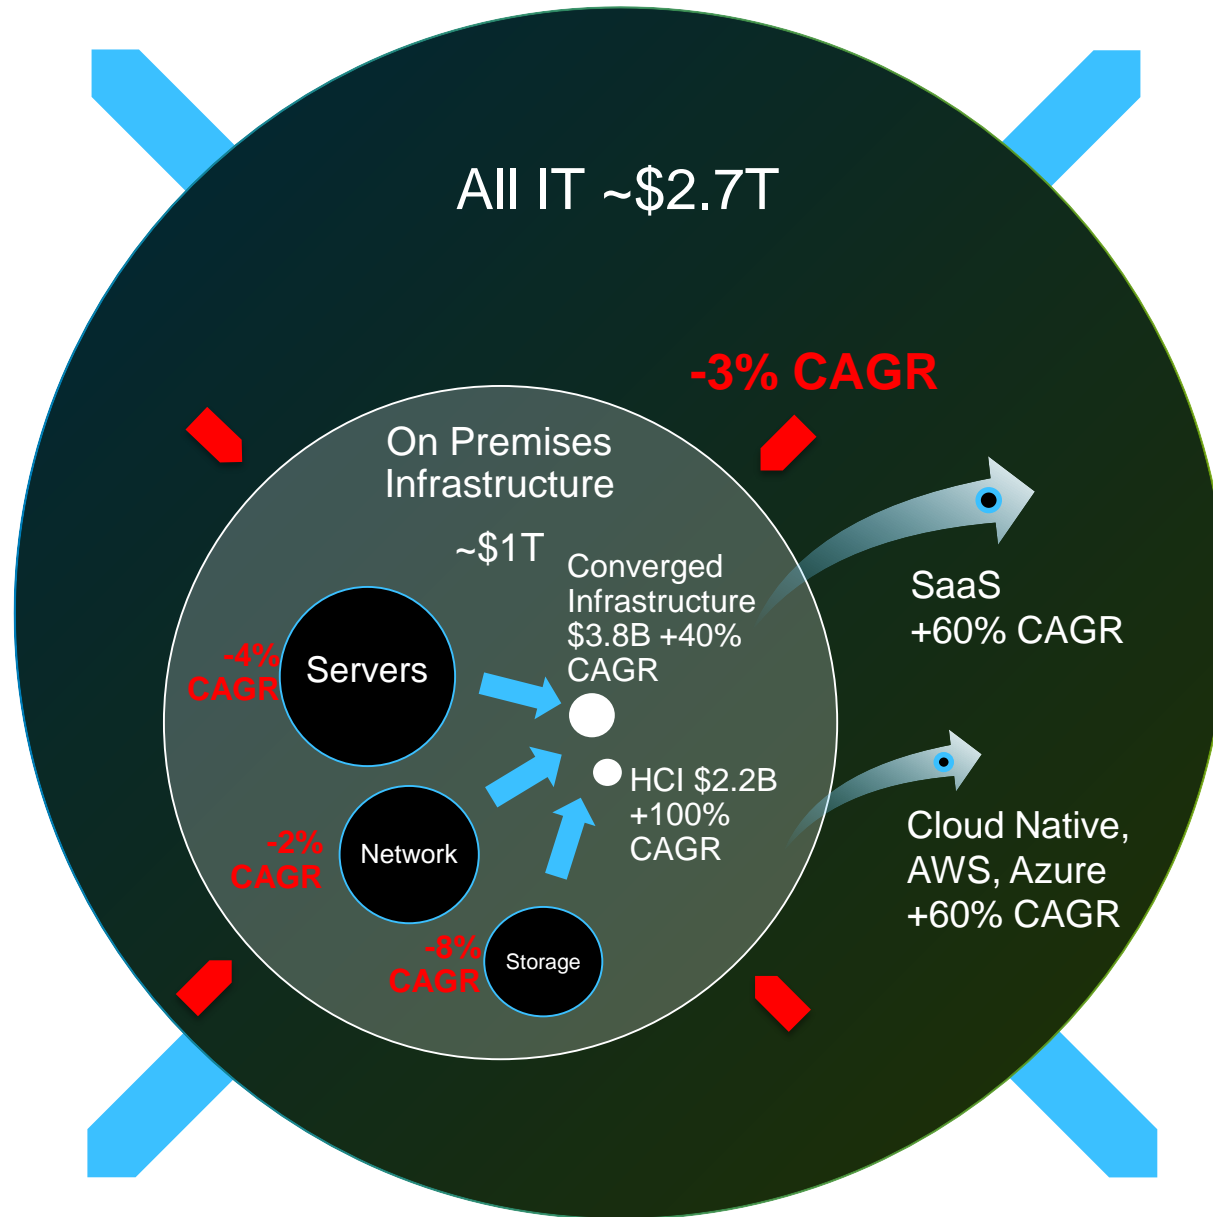 All IT ~$2.7T
-3% CAGR
On Premises
Infrastructure
~$1T
Converged
Infrastructure
$3.8B +40%
CAGR
SaaS
+60% CAGR
-4%
CAGR
Servers
HCI $2.2B
+100%
CAGR
Cloud Native,
AWS, Azure
+60% CAGR
-2%
CAGR
Network
-8%
CAGR
Storage